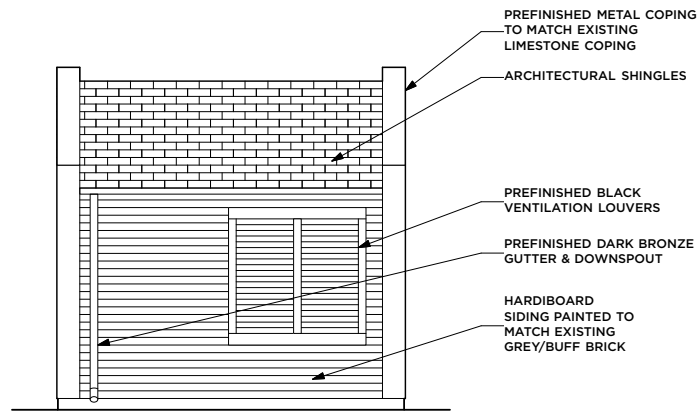 PREFINISHED METAL COPING
TO MATCH EXISTING
LIMESTONE COPING
ARCHITECTURAL SHINGLES
PREFINISHED BLACK
VENTILATION LOUVERS
PREFINISHED DARK BRONZE
GUTTER & DOWNSPOUT
HARDIBOARD
SIDING PAINTED TO
MATCH EXISTING
GREY/BUFF BRICK